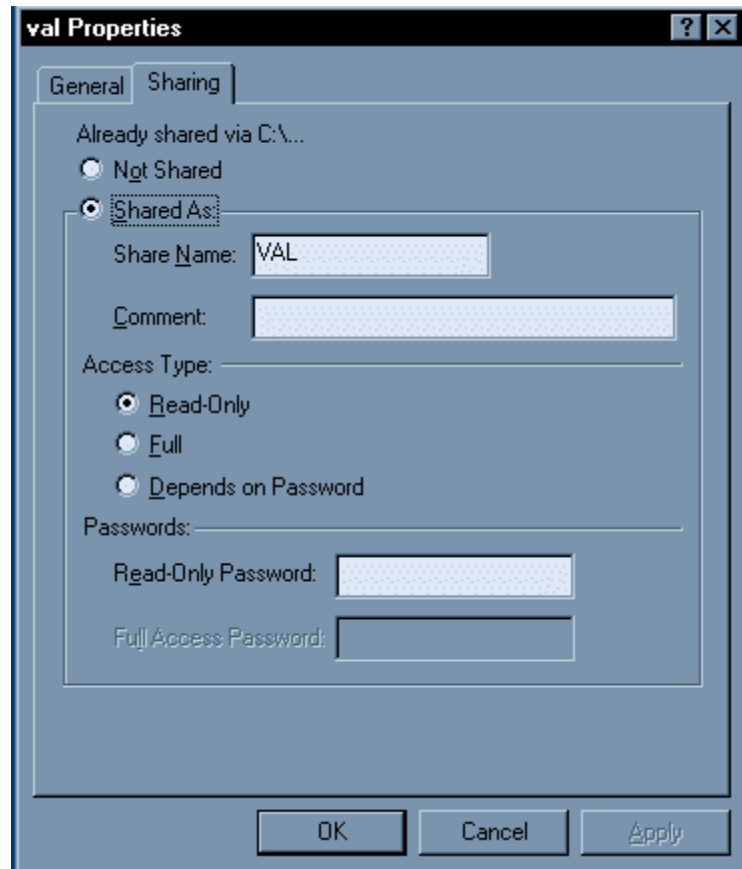 val Properties ? X
General Sharing
Already shared via C:\...
Not Shared
Shared As:
Share Name: VAL
Comment:
Access Type:
Read-Only
Full
Depends on Password
Passwords:
Read-Only Password:
Full Access Password:
OK Cancel Apply